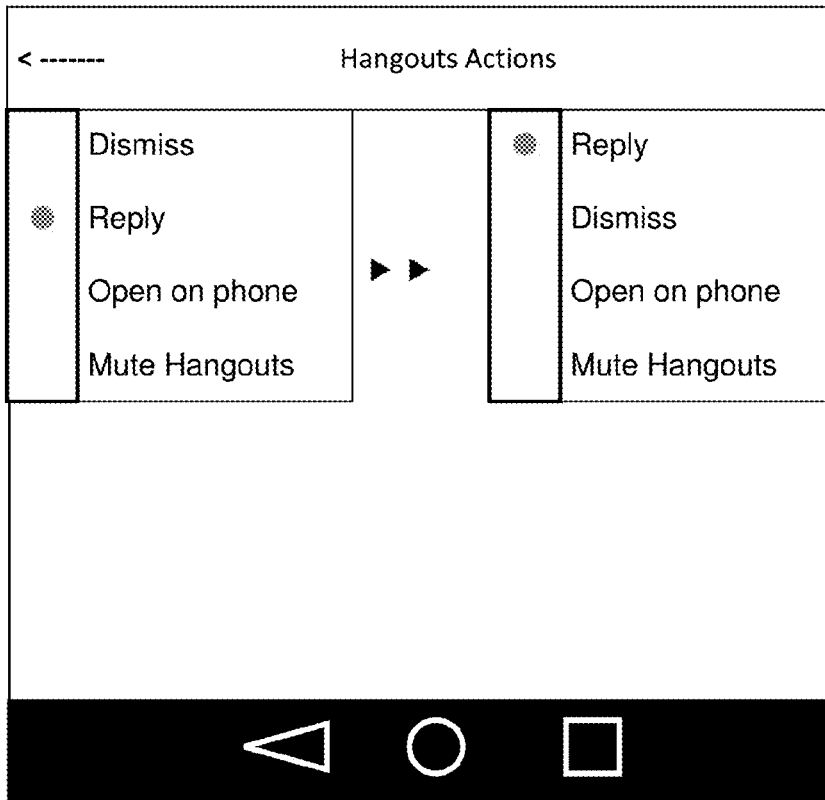 < -------
Hangouts Actions
Dismiss
Reply
Open on phone
Mute Hangouts
Reply
Dismiss
Open on phone
Mute Hangouts